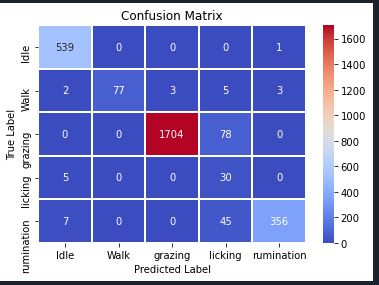 Confusion Matrix
Idle 539 0 0 0 1
Walk 2 77 3 5 3
grazing 0 0 1704 78 0
licking 5 0 0 30 0
rumination 7 0 0 45 356
Idle Walk grazing licking rumination
Predicted Label
True Label
1600
1400
1200
1000
800
600
400
200
0